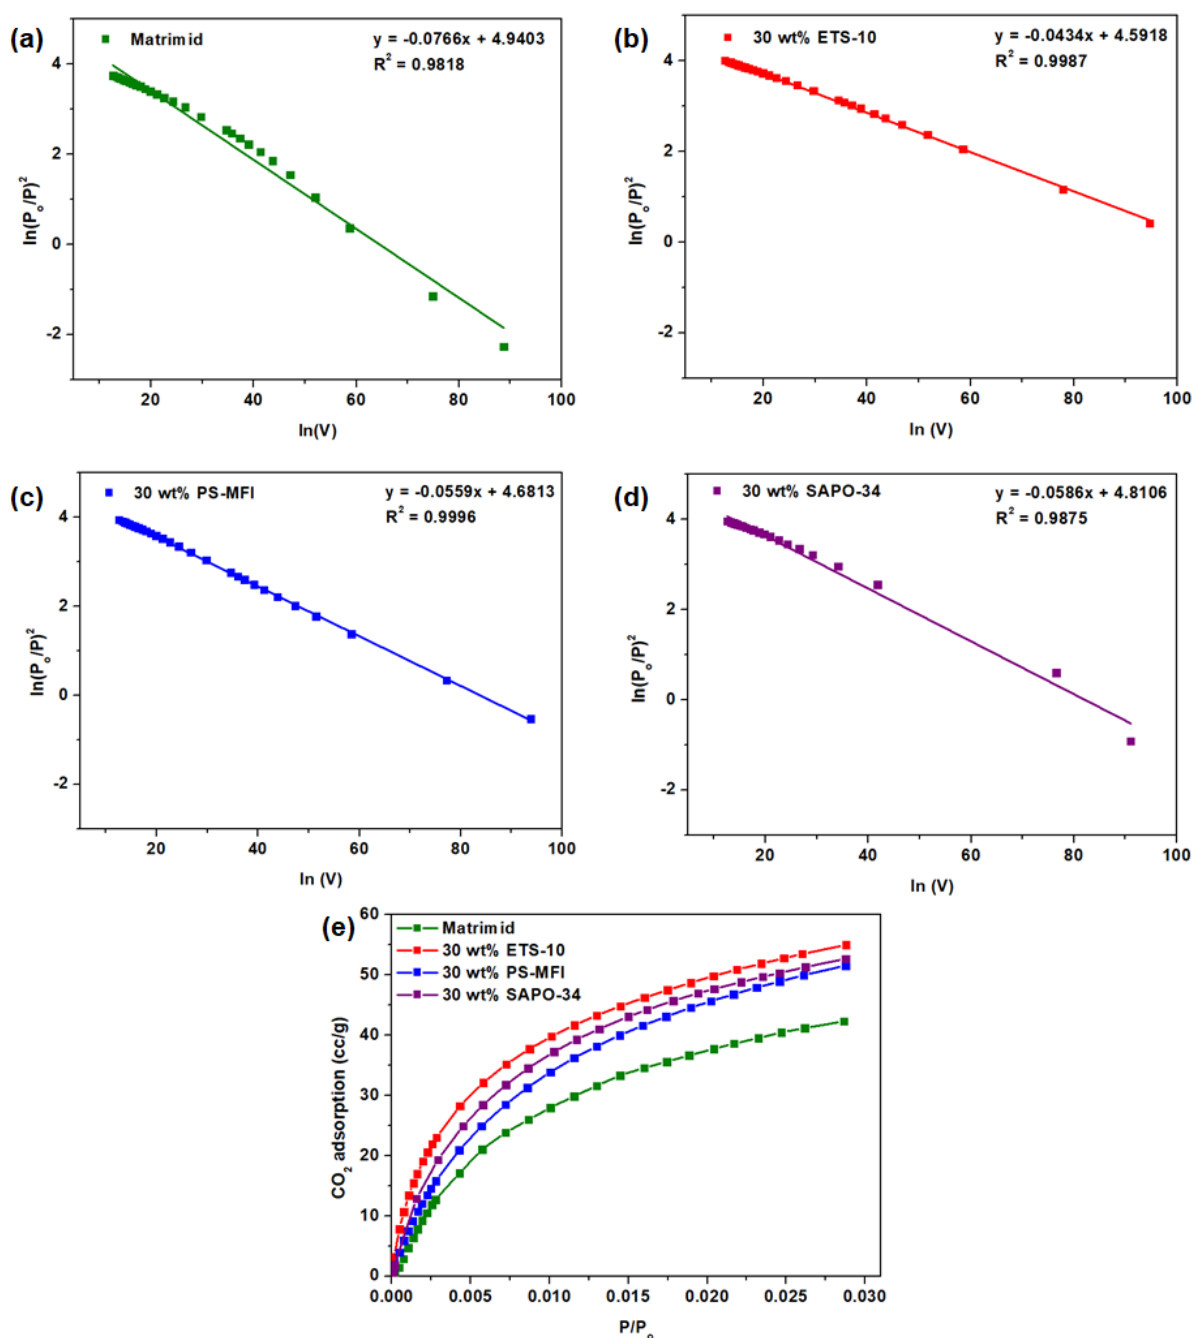 (a)
Matrimid
y = -0.0766x + 4.9403
R² = 0.9818
ln(Pₒ/P)²
4
2
0
-2
20 40 60 80 100
ln(V)
(b)
30 wt% ETS-10
y = -0.0434x + 4.5918
R² = 0.9987
ln(Pₒ/P)²
4
2
0
-2
20 40 60 80 100
ln (V)
(c)
30 wt% PS-MFI
y = -0.0559x + 4.6813
R² = 0.9996
ln(Pₒ/P)²
4
2
0
-2
20 40 60 80 100
ln (V)
(d)
30 wt% SAPO-34
y = -0.0586x + 4.8106
R² = 0.9875
ln(Pₒ/P)²
4
2
0
-2
20 40 60 80 100
ln (V)
(e)
Matrimid
30 wt% ETS-10
30 wt% PS-MFI
30 wt% SAPO-34
CO₂ adsorption (cc/g)
60
50
40
30
20
10
0
0.000 0.005 0.010 0.015 0.020 0.025 0.030
P/Pₒ